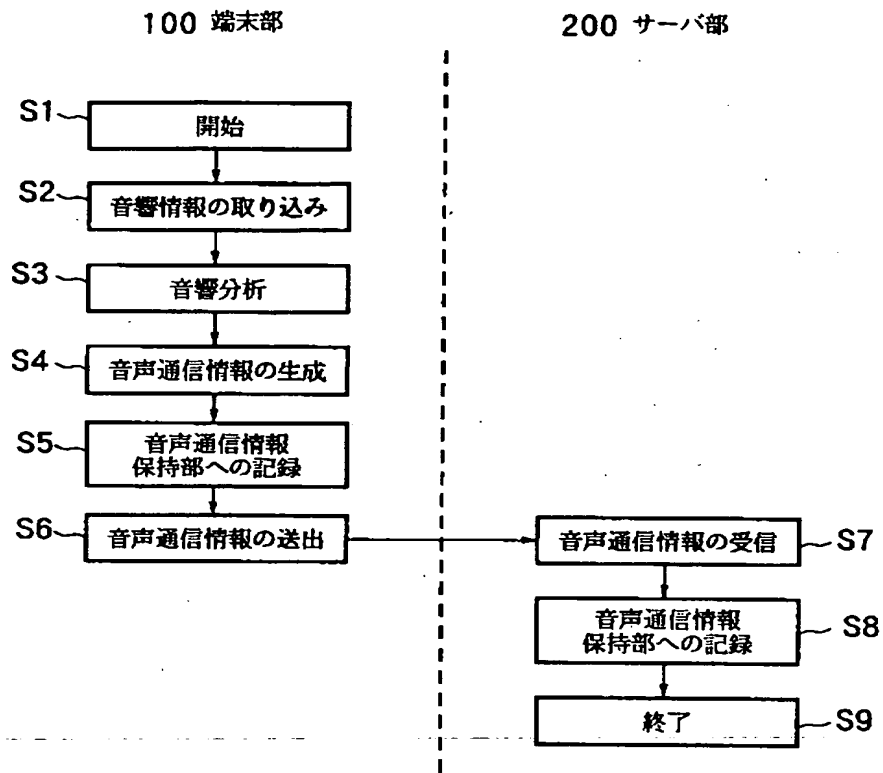 100 端末部
200 サーバ部
S1
開始
S2
音響情報の取り込み
S3
音響分析
S4
音声通信情報の生成
S5
音声通信情報
保持部への記録
S6
音声通信情報の送出
音声通信情報の受信
S7
音声通信情報
保持部への記録
S8
終了
S9